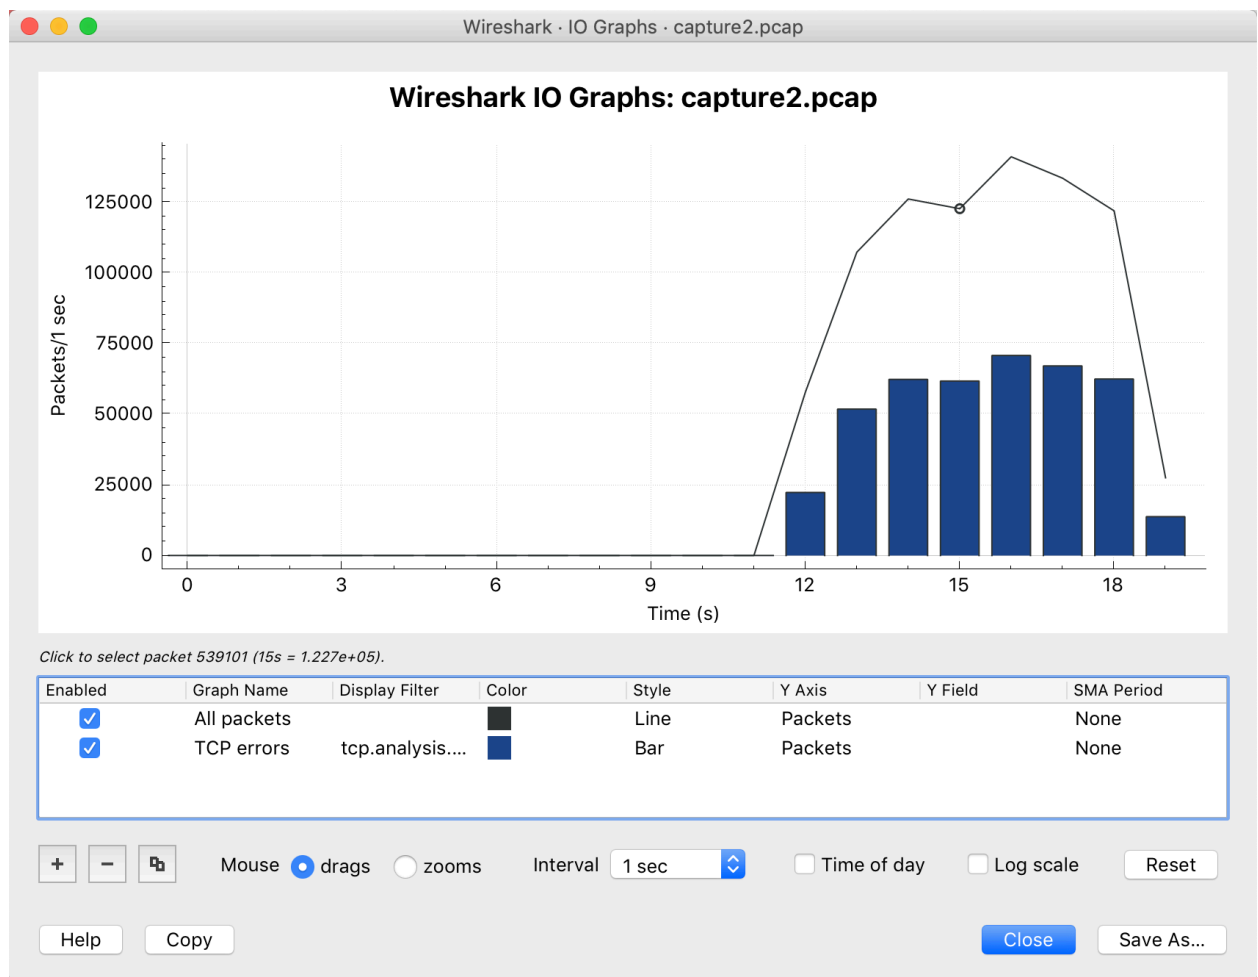 Wireshark · IO Graphs · capture2.pcap
Wireshark IO Graphs: capture2.pcap
Packets/1 sec
125000
100000
75000
50000
25000
0
0 3 6 9 12 15 18
Time (s)
Click to select packet 539101 (15s = 1.227e+05).
Enabled Graph Name Display Filter Color Style Y Axis Y Field SMA Period
All packets Line Packets None
TCP errors tcp.analysis.... Bar Packets None
+ − Mouse drags zooms Interval 1 sec Time of day Log scale Reset
Help Copy Close Save As...